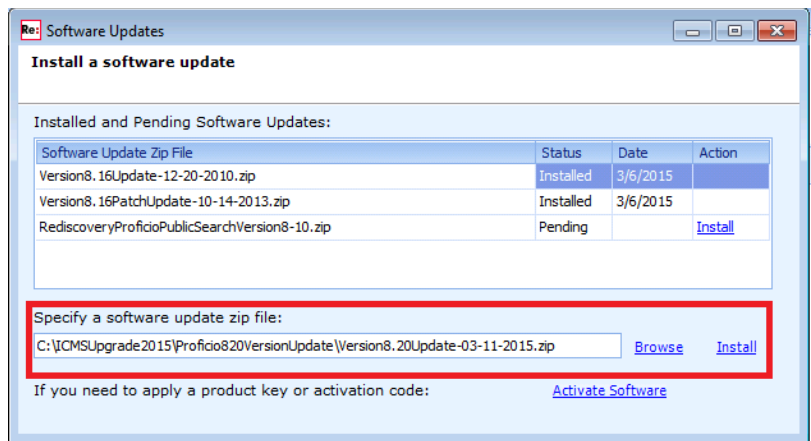 Re: Software Updates
Install a software update
Installed and Pending Software Updates:
Software Update Zip File Status Date Action
Version8.16Update-12-20-2010.zip Installed 3/6/2015
Version8.16PatchUpdate-10-14-2013.zip Installed 3/6/2015
RediscoveryProficioPublicSearchVersion8-10.zip Pending Install
Specify a software update zip file:
C:\ICMSUpgrade2015\Proficio820VersionUpdate\Version8.20Update-03-11-2015.zip Browse Install
If you need to apply a product key or activation code: Activate Software